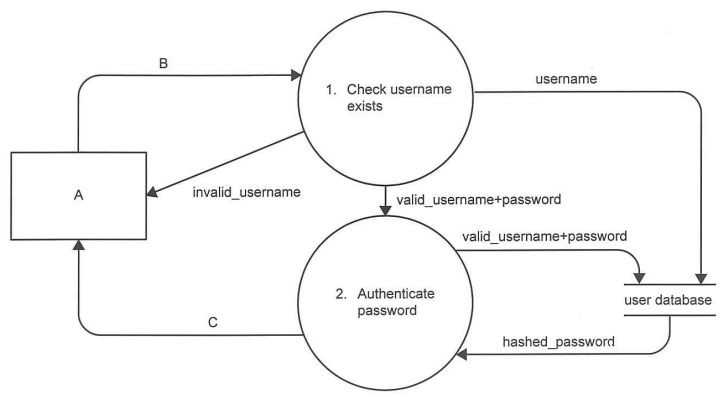 B
1. Check username
exists
username
A
invalid_username
valid_username+password
valid_username+password
2. Authenticate
password
user database
C
hashed_password